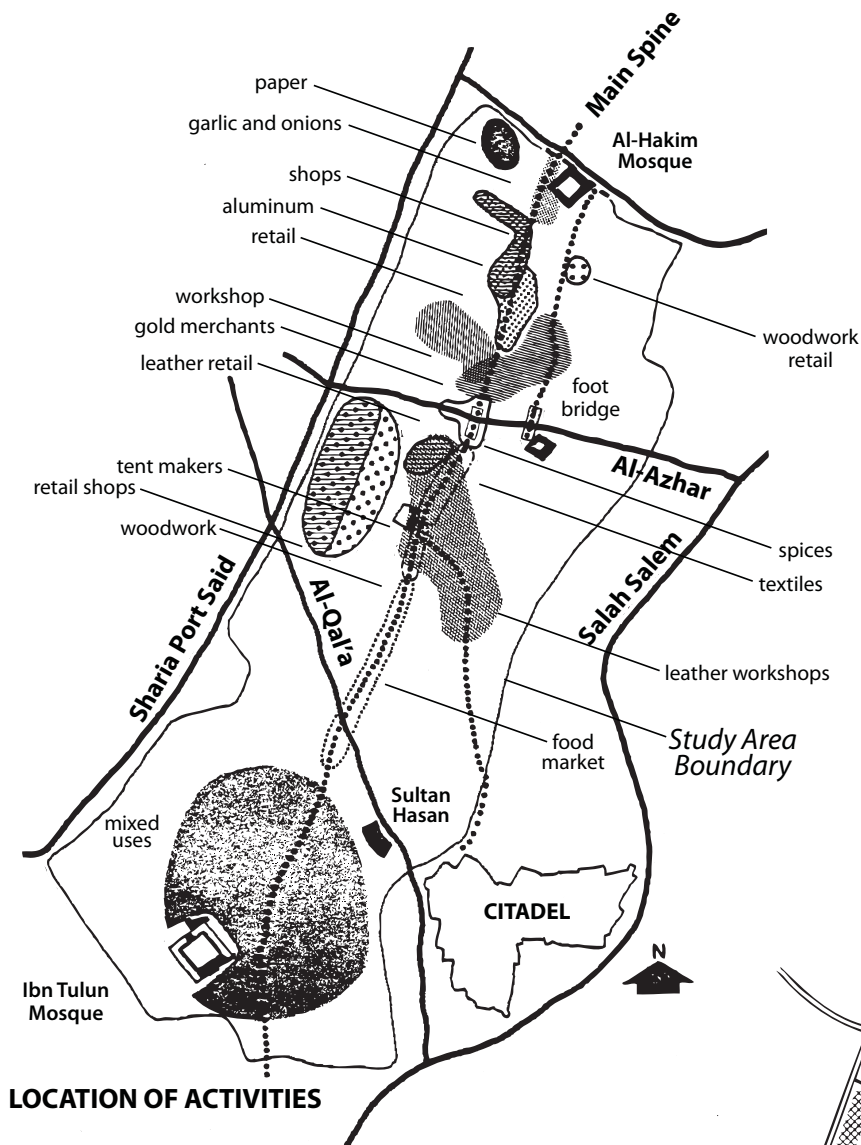 Main Spine
paper
garlic and onions
Al-Hakim
Mosque
shops
aluminum
retail
workshop
gold merchants
leather retail
woodwork
retail
foot
bridge
tent makers
retail shops
woodwork
Al-Azhar
spices
textiles
Sharia Port Said
Al-Qal'a
Salah Salem
leather workshops
food
market
Study Area
Boundary
mixed
uses
Sultan
Hasan
CITADEL
N
Ibn Tulun
Mosque
LOCATION OF ACTIVITIES